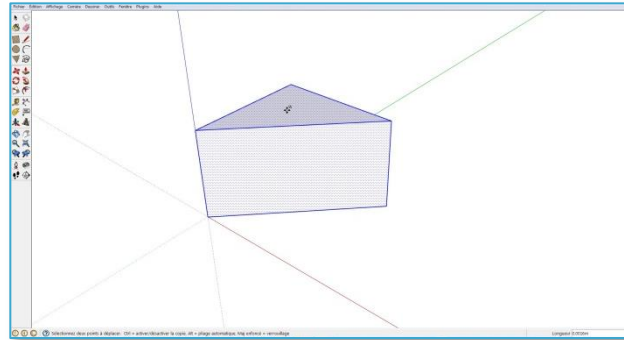 Fichier Edition Affichage Caméra Dessiner Outils Fenêtre Plugins Aide
Sélectionnez deux points à déplacer. Ctrl = activer/désactiver la copie, Alt = pliage automatique, Maj enfoncé = verrouillage
Longueur